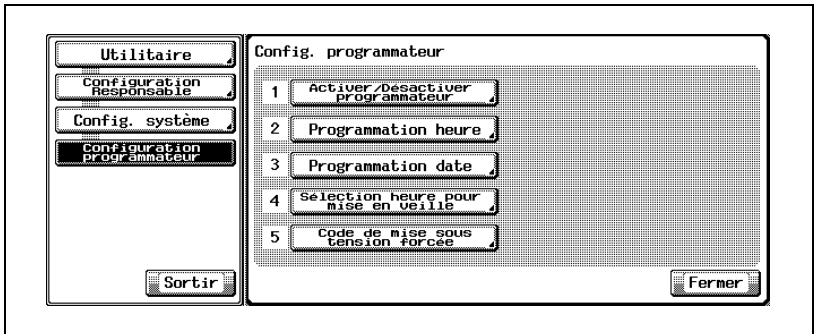 Utilitaire
Configuration
Responsable
Config. système
Configuration
programmateur
Sortir
Config. programmateur
1 Activer/Désactiver
programmateur
2 Programmation heure
3 Programmation date
4 Sélection heure pour
mise en veille
5 Code de mise sous
tension forcée
Fermer